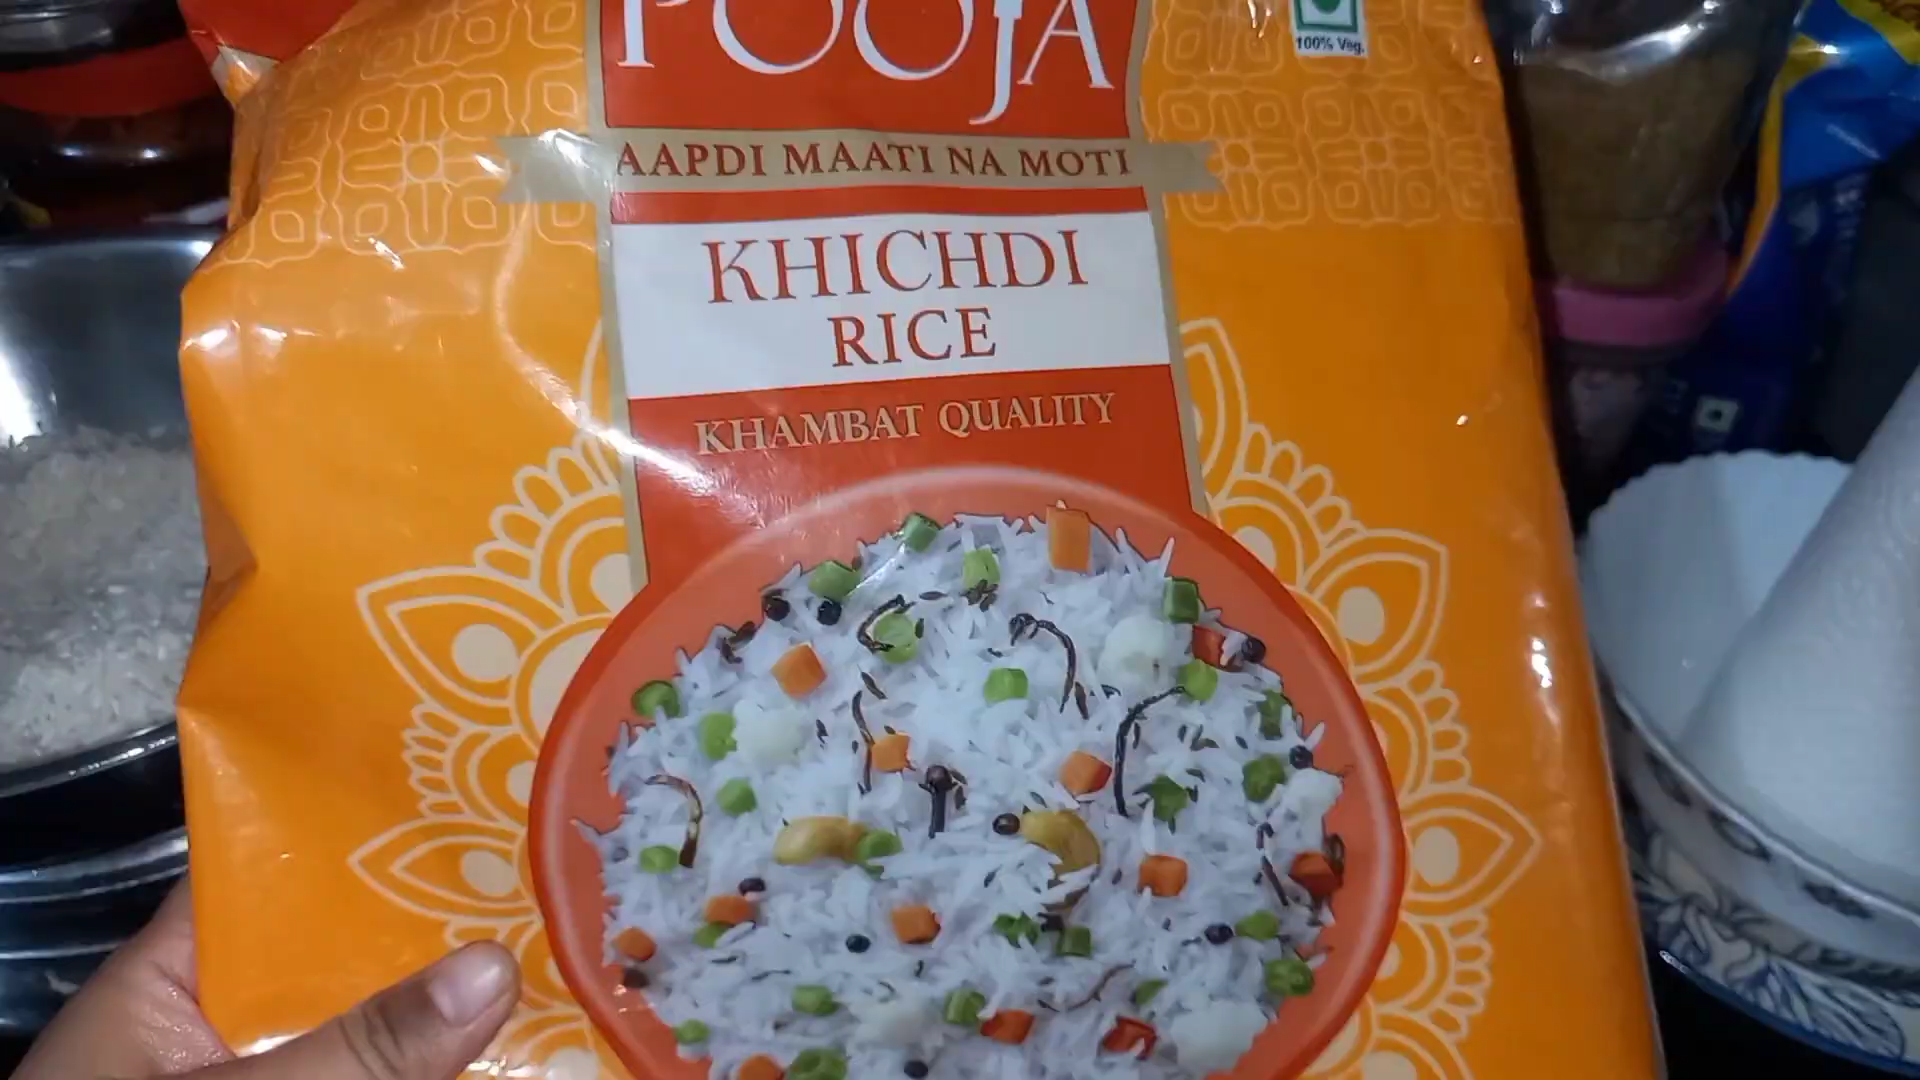 POOJA
100% Veg.
AAPDI MAATI NA MOTI
KHICHDI
RICE
KHAMBAT QUALITY